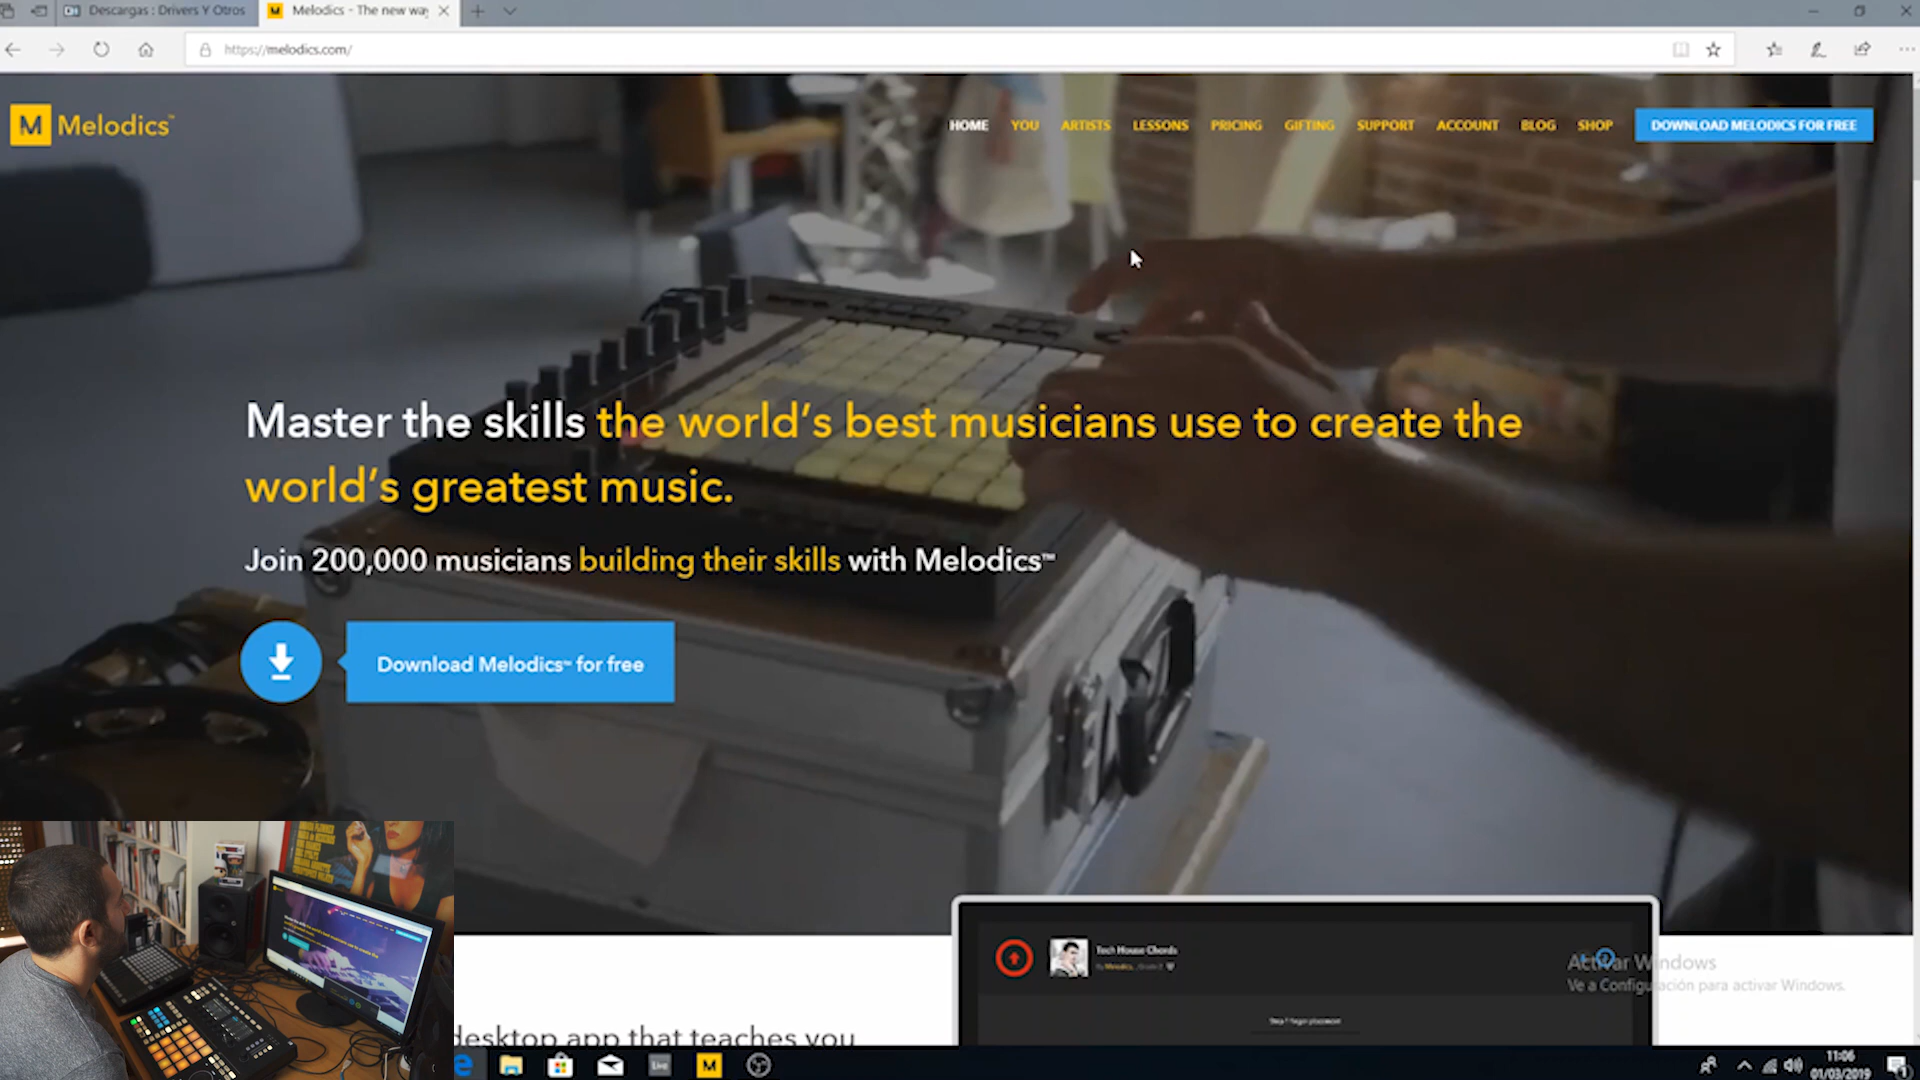 Descargas : Drivers Y Otros
Melodics - The new way
https://melodics.com/
M Melodics™
HOME YOU ARTISTS LESSONS PRICING GIFTING SUPPORT ACCOUNT BLOG SHOP DOWNLOAD MELODICS FOR FREE
Master the skills the world's best musicians use to create the
world's greatest music.
Join 200,000 musicians building their skills with Melodics™
Download Melodics™ for free
Tech House Chords
By Melodics
Activar Windows
Ve a Configuración para activar Windows.
desktop app that teaches you
Live
M
11:06
01/03/2019